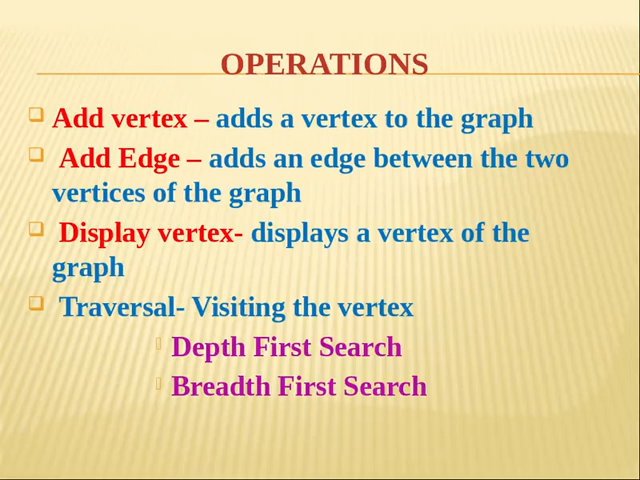 OPERATIONS
Add vertex – adds a vertex to the graph
Add Edge – adds an edge between the two
vertices of the graph
Display vertex- displays a vertex of the
graph
Traversal- Visiting the vertex
Depth First Search
Breadth First Search